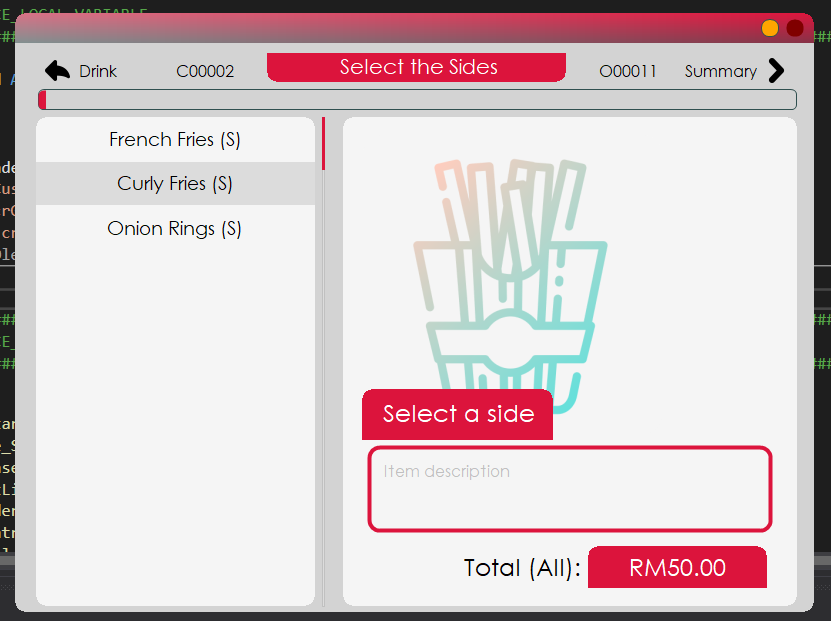 CE_LOCAL_VARIABLE
Drink
C00002
Select the Sides
O00011
Summary
French Fries (S)
Curly Fries (S)
Onion Rings (S)
Select a side
Item description
Total (All):
RM50.00